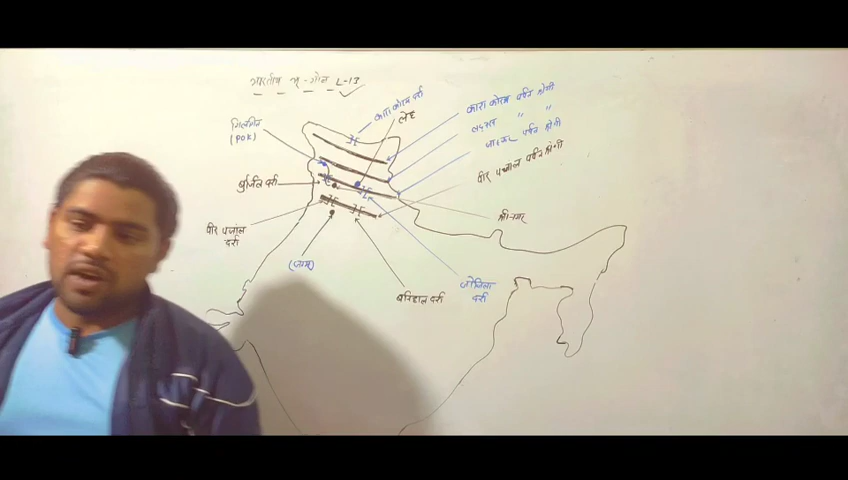 भारतीय भू-गोल L-13
कारा कोरम दर्रा
लेह
कारा कोरम पर्वत श्रेणी
लद्दाख " "
जास्कर पर्वत श्रेणी
पीर पंजाल पर्वत श्रेणी
गिलगित
(POK)
बुर्जिल दर्रा
पीर पंजाल
दर्रा
(जम्मू)
बनिहाल दर्रा
जोजिला
दर्रा
श्रीनगर